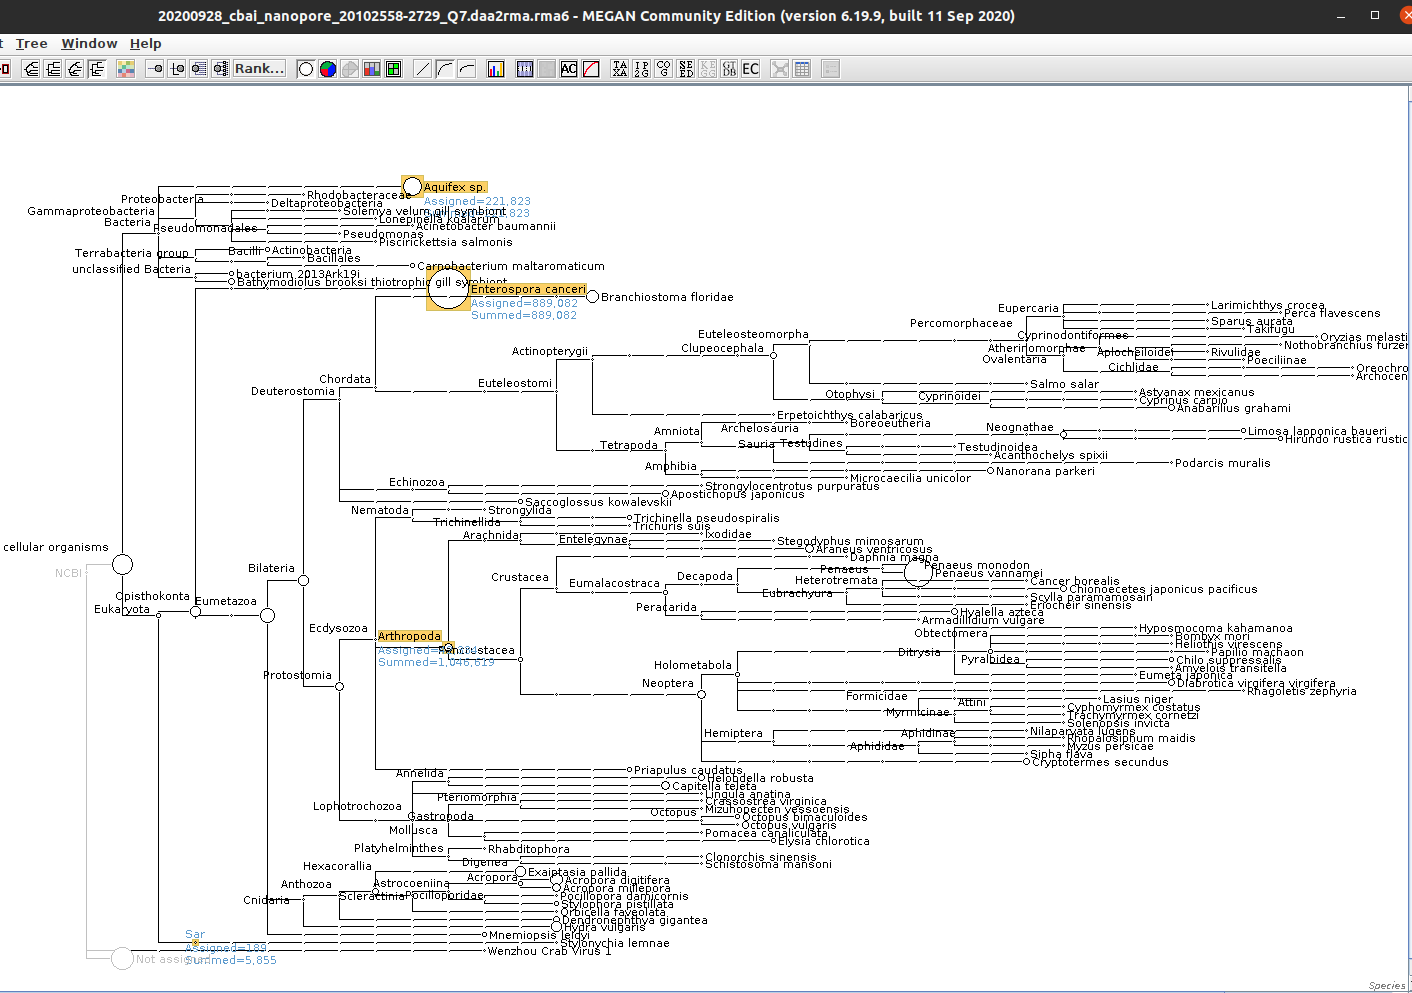 20200928_cbai_nanopore_20102558-2729_Q7.daa2rma.rma6 - MEGAN Community Edition (version 6.19.9, built 11 Sep 2020)
t Tree Window Help
Rank...
AC
TA XA
IP 2G
CO G
SE ED
KE GG
GT DB
EC
Aquifex sp.
Assigned=221,823
Proteobacteria
Rhodobacteraceae
Deltaproteobacteria
Gammaproteobacteria
Solemya velum gill symbiont
Lonepinella koalarum
Bacteria
Acinetobacter baumannii
Pseudomonadales
Pseudomonas
Piscirickettsia salmonis
Terrabacteria group
Bacilli
Actinobacteria
Bacillales
Carnobacterium maltaromaticum
unclassified Bacteria
bacterium 2013Ark19i
Bathymodiolus brooksi thiotrophic gill symbiont
Enterospora canceri
Assigned=889,082
Summed=889,082
Branchiostoma floridae
Eupercaria
Larimichthys crocea
Perca flavescens
Percomorphaceae
Sparus aurata
Takifugu
Euteleosteomorpha
Cyprinodontiformes
Oryzias melasti
Atherinomorphae
Nothobranchius furzer
Clupeocephala
Aplocheiloidei
Rivulidae
Actinopterygii
Ovalentaria
Poeciliinae
Cichlidae
Oreochro
Archocen
Chordata
Euteleostomi
Salmo salar
Deuterostomia
Otophysi
Cyprinoidei
Astyanax mexicanus
Cyprinus carpio
Anabarilius grahami
Erpetoichthys calabaricus
Boreoeutheria
Amniota
Archelosauria
Neognathae
Limosa lapponica baueri
Hirundo rustica rustic
Tetrapoda
Sauria
Testudines
Testudinoidea
Acanthochelys spixii
Podarcis muralis
Amphibia
Nanorana parkeri
Microcaecilia unicolor
Echinozoa
Strongylocentrotus purpuratus
Apostichopus japonicus
Saccoglossus kowalevskii
Nematoda
Strongylida
Trichinellida
Trichinella pseudospiralis
Trichuris suis
Arachnida
Ixodidae
Entelegynae
Stegodyphus mimosarum
Araneus ventricosus
cellular organisms
Daphnia magna
NCBI
Bilateria
Crustacea
Eumalacostraca
Decapoda
Penaeus
Penaeus monodon
Penaeus vannamei
Heterotremata
Cancer borealis
Chionoecetes japonicus pacificus
Eubrachyura
Scylla paramamosain
Eriocheir sinensis
Opisthokonta
Eumetazoa
Eukaryota
Peracarida
Hyalella azteca
Armadillidium vulgare
Ecdysozoa
Arthropoda
Summed=1,046,619
Pancrustacea
Obtectomera
Hyposmocoma kahamanoa
Bombyx mori
Heliothis virescens
Ditrysia
Papilio machaon
Pyralidea
Chilo suppressalis
Amyelois transitella
Holometabola
Eumeta japonica
Protostomia
Neoptera
Diabrotica virgifera virgifera
Rhagoletis zephyria
Formicidae
Lasius niger
Attini
Cyphomyrmex costatus
Myrmicinae
Trachymyrmex cornetzi
Solenopsis invicta
Hemiptera
Aphidinae
Nilaparvata lugens
Rhopalosiphum maidis
Aphididae
Myzus persicae
Sipha flava
Cryptotermes secundus
Priapulus caudatus
Annelida
Helobdella robusta
Capitella teleta
Lophotrochozoa
Pteriomorphia
Lingula anatina
Crassostrea virginica
Mizuhopecten yessoensis
Gastropoda
Octopus
Octopus bimaculoides
Octopus vulgaris
Mollusca
Pomacea canaliculata
Elysia chlorotica
Platyhelminthes
Rhabditophora
Digenea
Clonorchis sinensis
Schistosoma mansoni
Hexacorallia
Exaiptasia pallida
Anthozoa
Astrocoeniina
Acropora
Acropora digitifera
Acropora millepora
Cnidaria
Scleractinia
Pocilloporidae
Pocillopora damicornis
Stylophora pistillata
Orbicella faveolata
Dendronephthya gigantea
Hydra vulgaris
Sar
Assigned=189
Summed=5,855
Mnemiopsis leidyi
Stylonychia lemnae
Wenzhou Crab Virus 1
Not assigned
Species